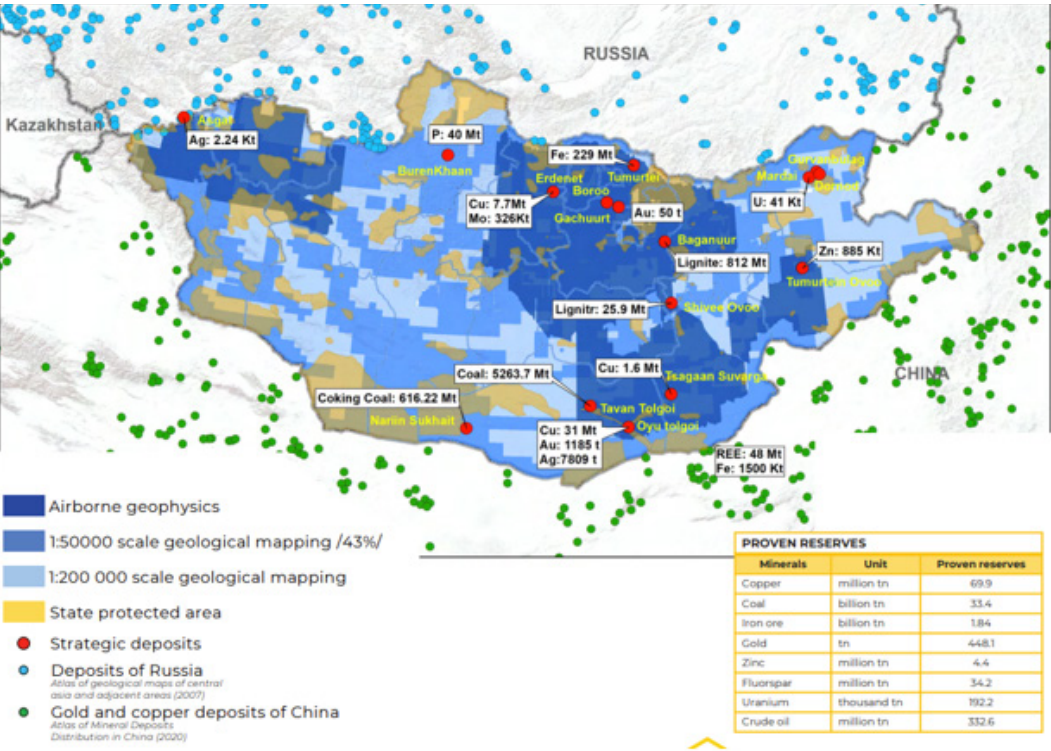 RUSSIA
Kazakhstan
Asgat
Ag: 2.24 Kt
P: 40 Mt
BurenKhaan
Fe: 229 Mt
Tumurtei
Erdenet
Boroo
Cu: 7.7Mt
Mo: 326Kt
Gachuurt
Au: 50 t
Gurvanbulag
Mardai
Dornod
U: 41 Kt
Baganuur
Lignite: 812 Mt
Zn: 885 Kt
Tumurtein Ovoo
Lignitr: 25.9 Mt
Shivee Ovoo
CHINA
Coal: 5263.7 Mt
Cu: 1.6 Mt
Tsagaan Suvarga
Coking Coal: 616.22 Mt
Tavan Tolgoi
Nariin Sukhait
Cu: 31 Mt
Au: 1185 t
Ag:7809 t
Oyu tolgoi
REE: 48 Mt
Fe: 1500 Kt
Airborne geophysics
1:50000 scale geological mapping /43%/
1:200 000 scale geological mapping
State protected area
Strategic deposits
Deposits of Russia
Atlas of geological maps of central
asia and adjacent areas (2007)
Gold and copper deposits of China
Atlas of Mineral Deposits
Distribution in China (2020)
PROVEN RESERVES
Minerals Unit Proven reserves
Copper million tn 69.9
Coal billion tn 33.4
Iron ore billion tn 1.84
Gold tn 448.1
Zinc million tn 4.4
Fluorspar million tn 34.2
Uranium thousand tn 192.2
Crude oil million tn 332.6